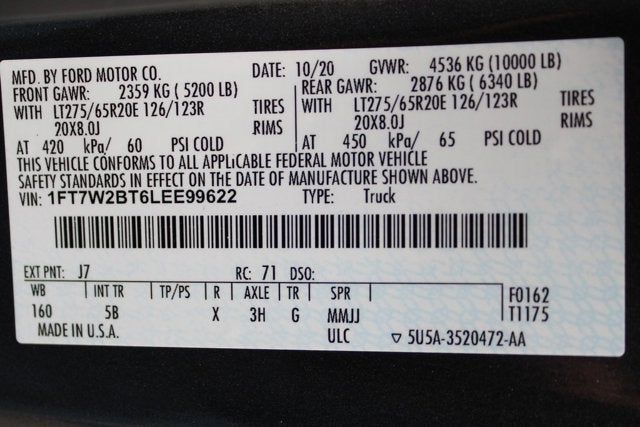 MFD. BY FORD MOTOR CO. DATE: 10/20 GVWR: 4536 KG (10000 LB)
FRONT GAWR: 2359 KG ( 5200 LB) REAR GAWR: 2876 KG ( 6340 LB)
WITH LT275/65R20E 126/123R TIRES WITH LT275/65R20E 126/123R TIRES
20X8.0J RIMS 20X8.0J RIMS
AT 420 kPa/ 60 PSI COLD AT 450 kPa/ 65 PSI COLD
THIS VEHICLE CONFORMS TO ALL APPLICABLE FEDERAL MOTOR VEHICLE
SAFETY STANDARDS IN EFFECT ON THE DATE OF MANUFACTURE SHOWN ABOVE.
VIN: 1FT7W2BT6LEE99622 TYPE: Truck
EXT PNT: J7 RC: 71 DSO:
WB INT TR TP/PS R AXLE TR SPR F0162
160 5B X 3H G MMJJ T1175
MADE IN U.S.A. ULC ▽ 5U5A-3520472-AA